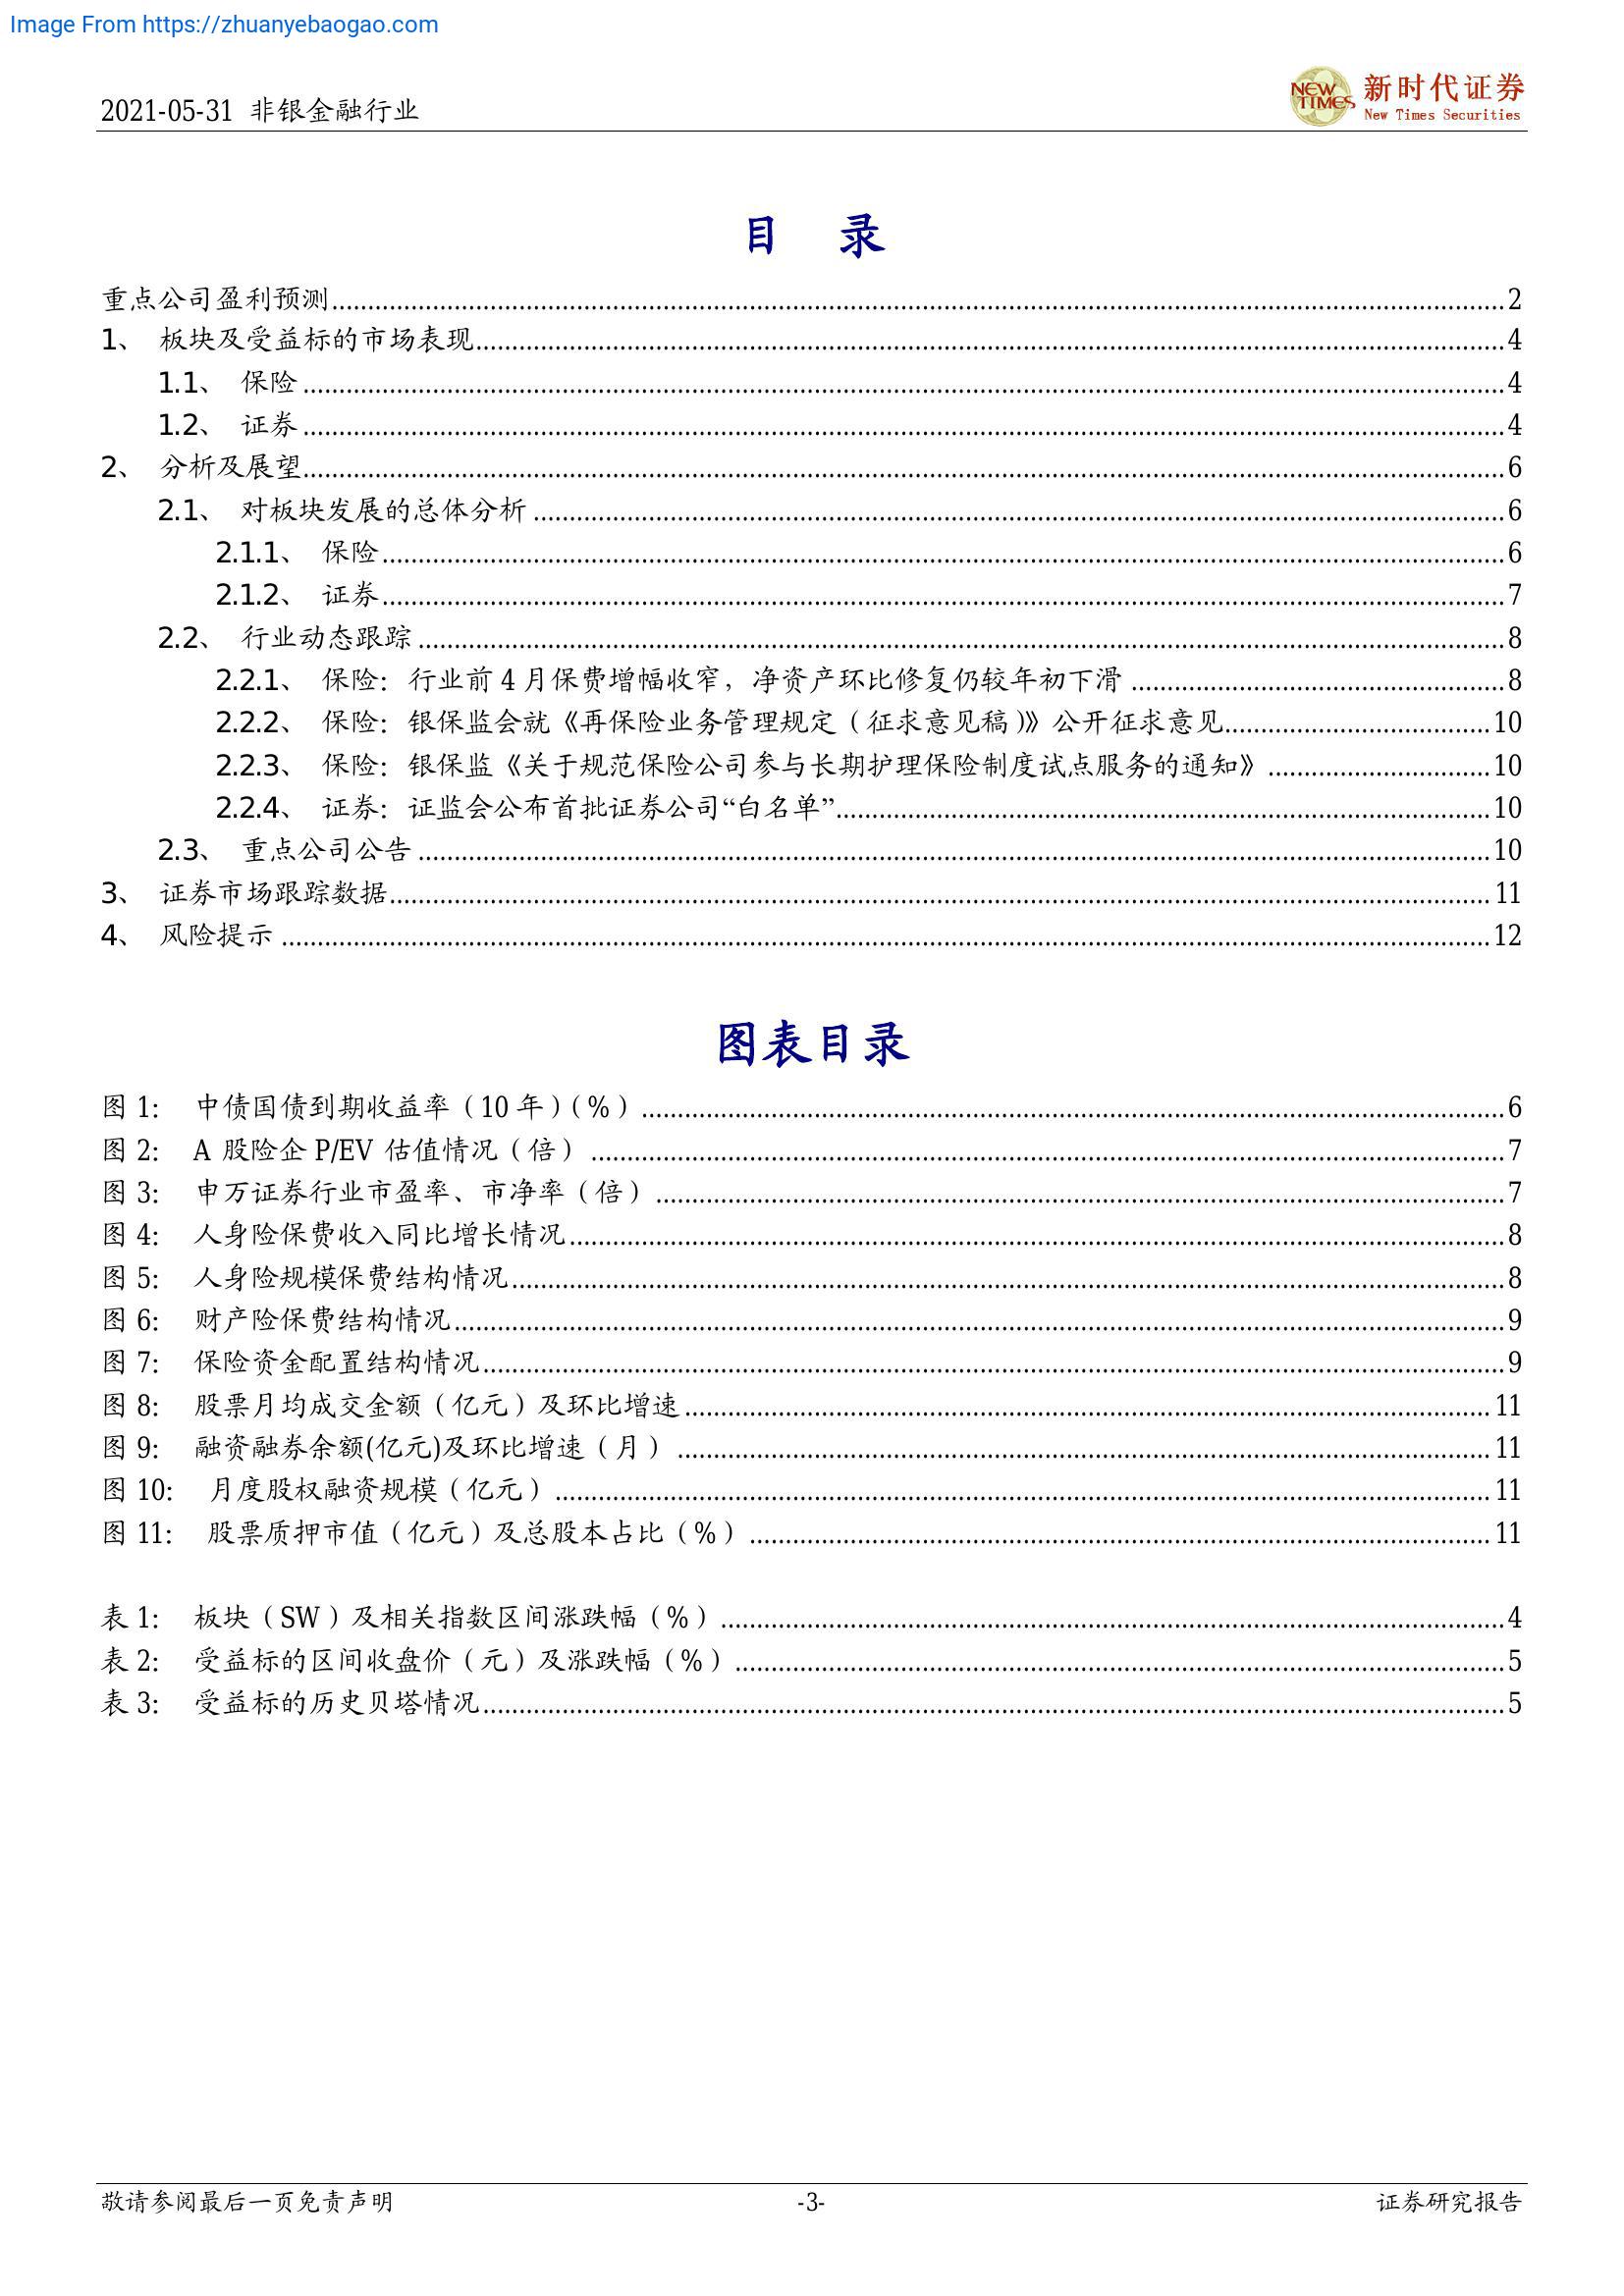 Image From https://zhuanyebaogao.com
2021-05-31 非银金融行业
NEW TIMES 新时代证券
New Times Securities
目 录
重点公司盈利预测 2
1、 板块及受益标的市场表现 4
1.1、 保险 4
1.2、 证券 4
2、 分析及展望 6
2.1、 对板块发展的总体分析 6
2.1.1、 保险 6
2.1.2、 证券 7
2.2、 行业动态跟踪 8
2.2.1、 保险：行业前 4 月保费增幅收窄，净资产环比修复仍较年初下滑 8
2.2.2、 保险：银保监会就《再保险业务管理规定（征求意见稿）》公开征求意见 10
2.2.3、 保险：银保监《关于规范保险公司参与长期护理保险制度试点服务的通知》 10
2.2.4、 证券：证监会公布首批证券公司“白名单” 10
2.3、 重点公司公告 10
3、 证券市场跟踪数据 11
4、 风险提示 12
图表目录
图 1： 中债国债到期收益率（10 年）（%） 6
图 2： A 股险企 P/EV 估值情况（倍） 7
图 3： 申万证券行业市盈率、市净率（倍） 7
图 4： 人身险保费收入同比增长情况 8
图 5： 人身险规模保费结构情况 8
图 6： 财产险保费结构情况 9
图 7： 保险资金配置结构情况 9
图 8： 股票月均成交金额（亿元）及环比增速 11
图 9： 融资融券余额(亿元)及环比增速（月） 11
图 10： 月度股权融资规模（亿元） 11
图 11： 股票质押市值（亿元）及总股本占比（%） 11
表 1： 板块（SW）及相关指数区间涨跌幅（%） 4
表 2： 受益标的区间收盘价（元）及涨跌幅（%） 5
表 3： 受益标的历史贝塔情况 5
敬请参阅最后一页免责声明 -3- 证券研究报告